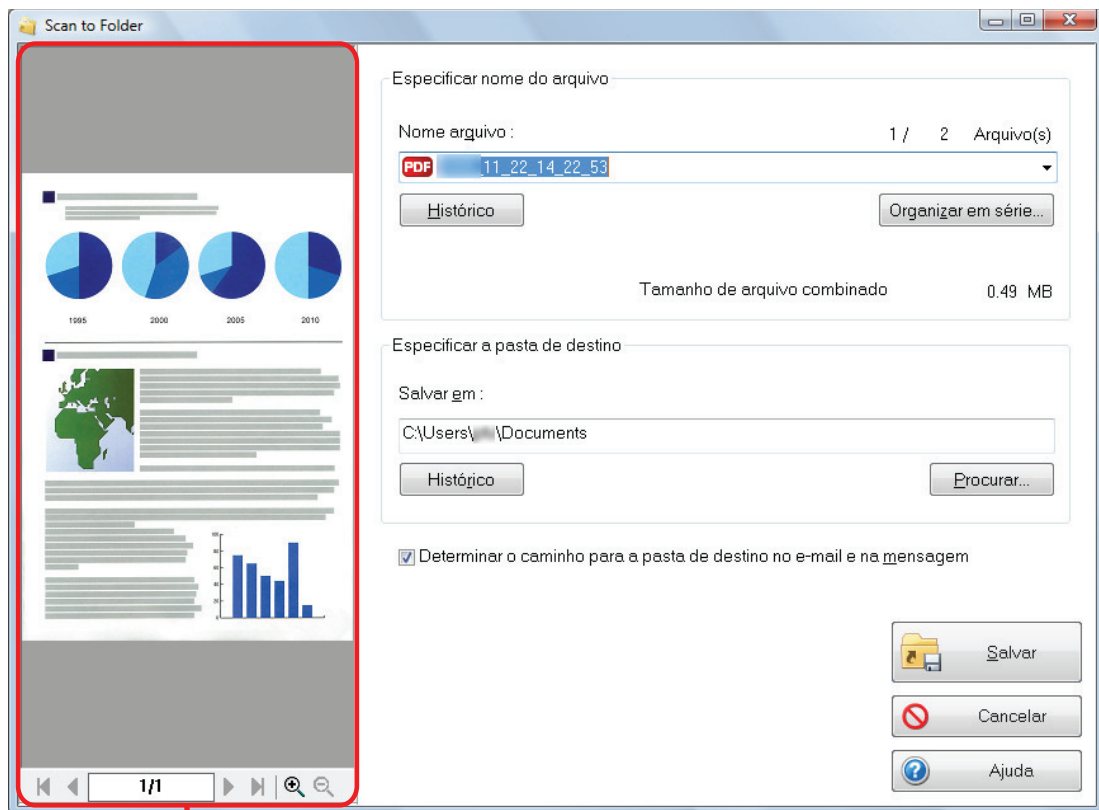 Scan to Folder
Especificar nome do arquivo
Nome arquivo :
1 / 2 Arquivo(s)
PDF
_11_22_14_22_53
Histórico
Organizar em série...
Tamanho de arquivo combinado 0.49 MB
Especificar a pasta de destino
Salvar em :
C:\Users\ \Documents
Histórico
Procurar...
Determinar o caminho para a pasta de destino no e-mail e na mensagem
Salvar
Cancelar
Ajuda
1995 2000 2005 2010
1/1